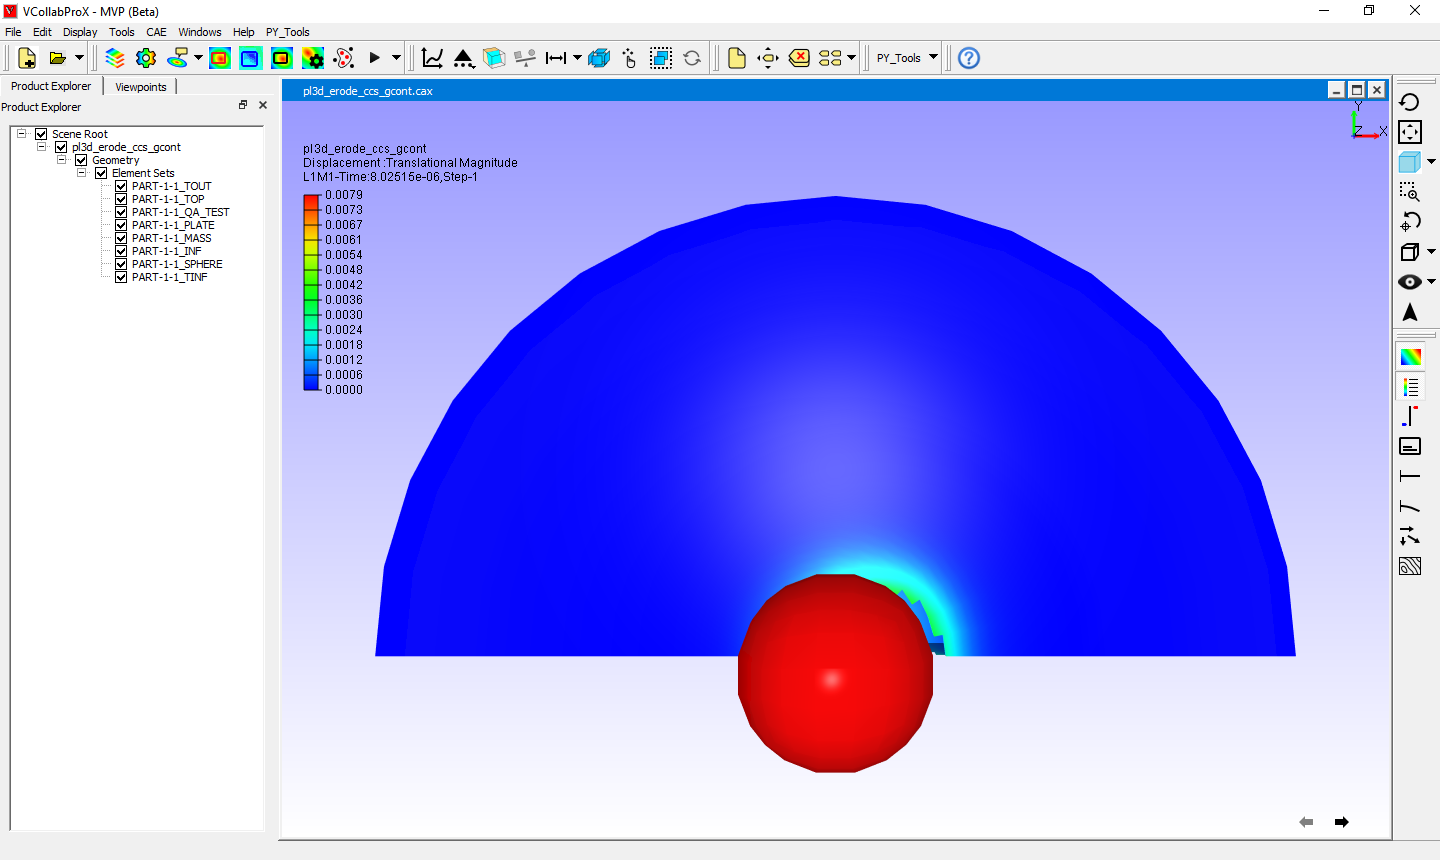 VCollabProX - MVP (Beta)
File Edit Display Tools CAE Windows Help PY_Tools
PY_Tools
Product Explorer Viewpoints
Product Explorer
Scene Root
pl3d_erode_ccs_gcont
Geometry
Element Sets
PART-1-1_TOUT
PART-1-1_TOP
PART-1-1_QA_TEST
PART-1-1_PLATE
PART-1-1_MASS
PART-1-1_INF
PART-1-1_SPHERE
PART-1-1_TINF
pl3d_erode_ccs_gcont.cax
Y
Z X
pl3d_erode_ccs_gcont
Displacement :Translational Magnitude
L1M1-Time:8.02515e-06,Step-1
0.0079
0.0073
0.0067
0.0061
0.0054
0.0048
0.0042
0.0036
0.0030
0.0024
0.0018
0.0012
0.0006
0.0000